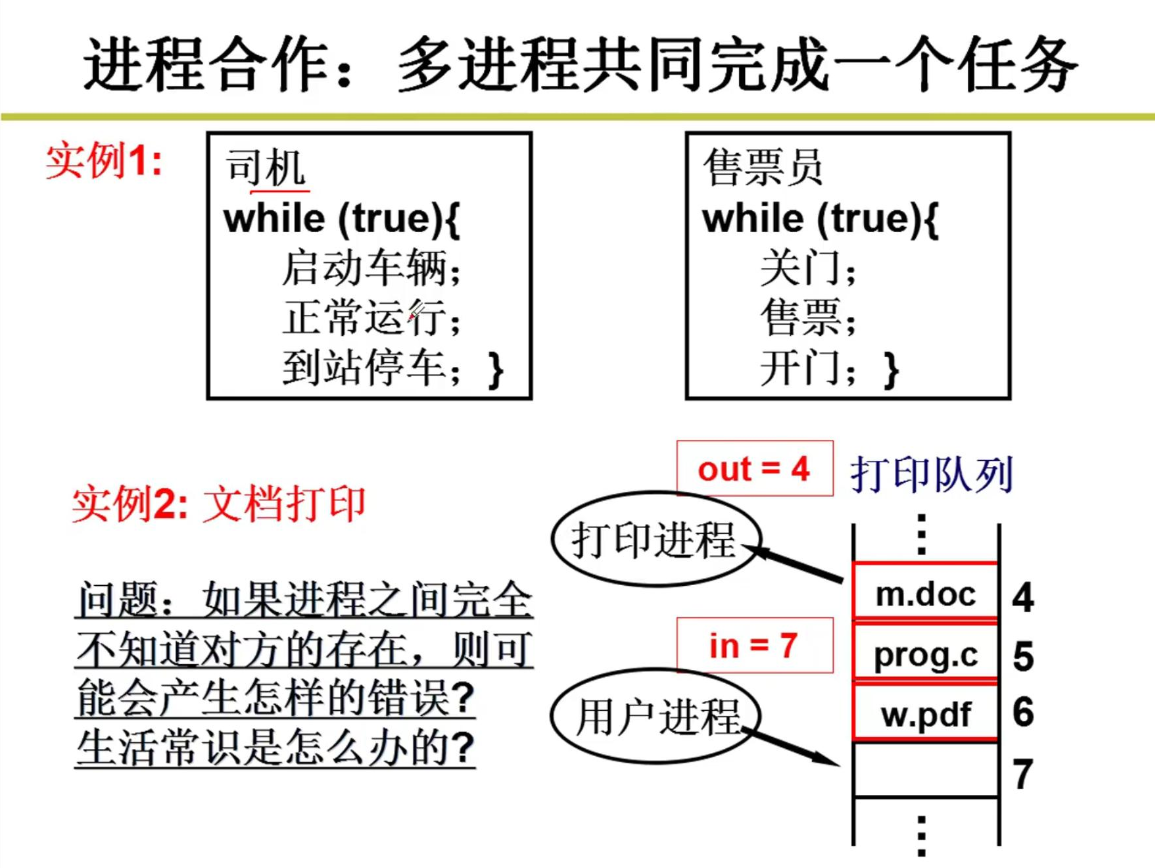 进程合作：多进程共同完成一个任务
实例1:
司机
while (true){
启动车辆；
正常运行；
到站停车；}
售票员
while (true){
关门；
售票；
开门；}
实例2: 文档打印
问题：如果进程之间完全
不知道对方的存在，则可
能会产生怎样的错误?
生活常识是怎么办的?
out = 4
打印队列
打印进程
m.doc 4
in = 7
prog.c 5
用户进程
w.pdf 6
7